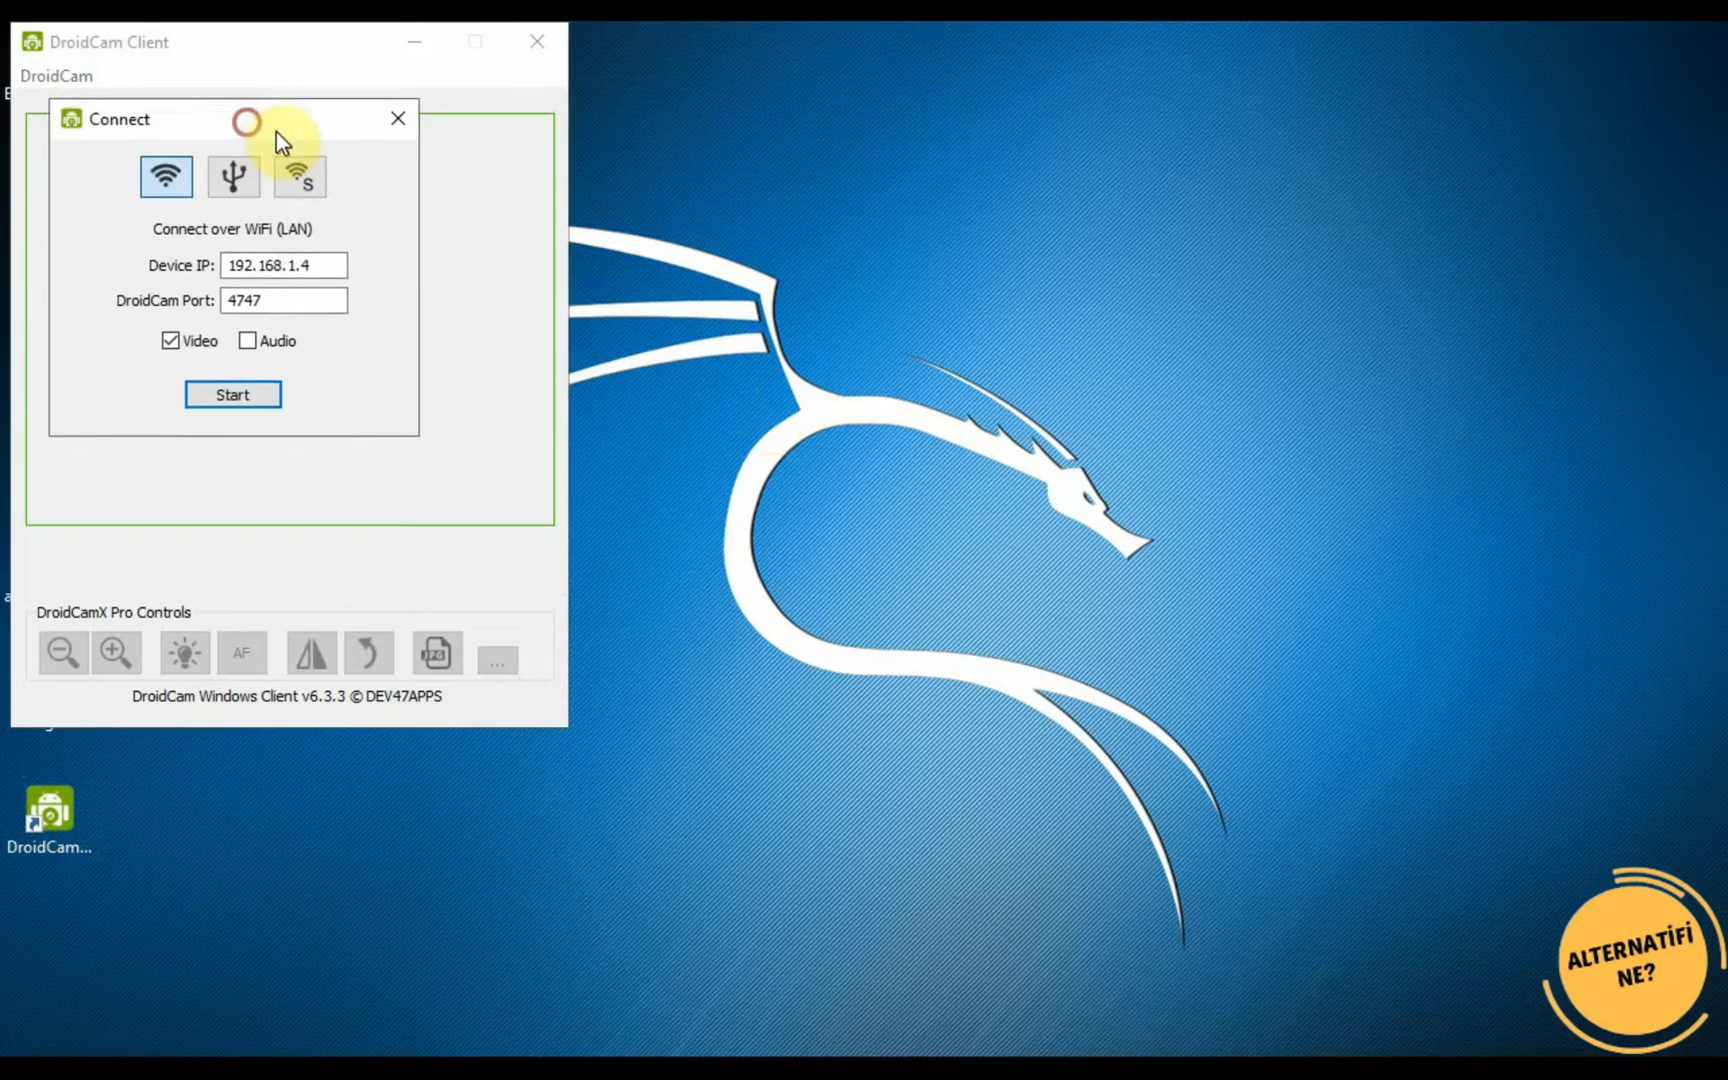 DroidCam Client
DroidCam
Connect
S
Connect over WiFi (LAN)
Device IP: 192.168.1.4
DroidCam Port: 4747
Video Audio
Start
DroidCamX Pro Controls
AF
JPG
...
DroidCam Windows Client v6.3.3 © DEV47APPS
DroidCam...
ALTERNATİFİ
NE?